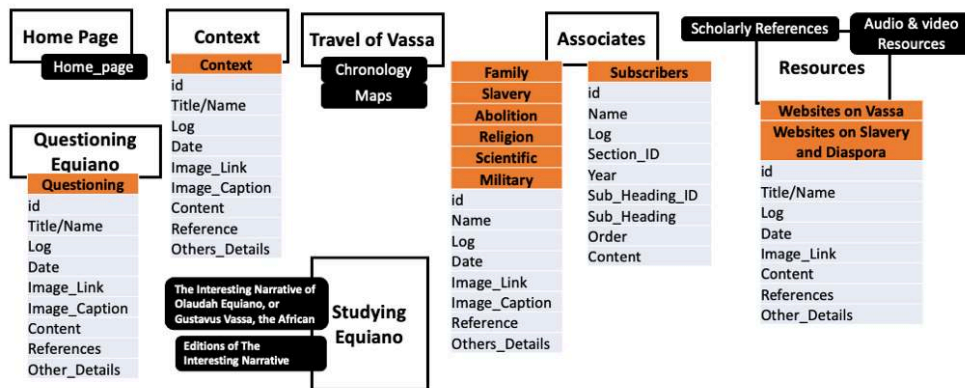 Home Page
Home_page
Questioning
Equiano
Questioning
id
Title/Name
Log
Date
Image_Link
Image_Caption
Content
References
Other_Details
Context
Context
id
Title/Name
Log
Date
Image_Link
Image_Caption
Content
Reference
Others_Details
The Interesting Narrative of
Olaudah Equiano, or
Gustavus Vassa, the African
Editions of The
Interesting Narrative
Studying
Equiano
Travel of Vassa
Chronology
Maps
Associates
Family
Slavery
Abolition
Religion
Scientific
Military
id
Name
Log
Date
Image_Link
Image_Caption
Reference
Others_Details
Subscribers
id
Name
Log
Section_ID
Year
Sub_Heading_ID
Sub_Heading
Order
Content
Scholarly References
Audio & video
Resources
Resources
Websites on Vassa
Websites on Slavery
and Diaspora
id
Title/Name
Log
Date
Image_Link
Content
References
Other_Details